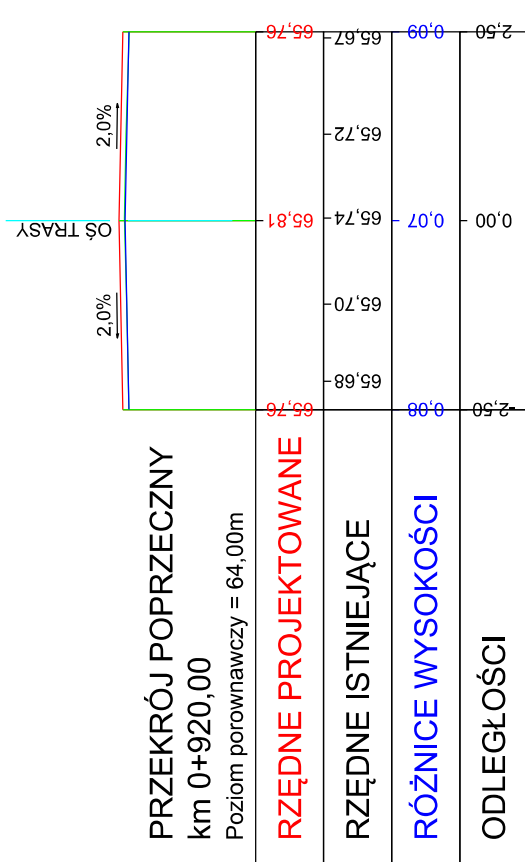 OŚ TRASY
2,0%
2,0%
PRZEKRÓJ POPRZECZNY
km 0+920,00
Poziom porownawczy = 64,00m
RZĘDNE PROJEKTOWANE
65,76
65,81
65,76
RZĘDNE ISTNIEJĄCE
65,68
65,70
65,74
65,72
65,67
RÓŻNICE WYSOKOŚCI
0,08
0,07
0,09
ODLEGŁOŚCI
-2,50
0,00
2,50